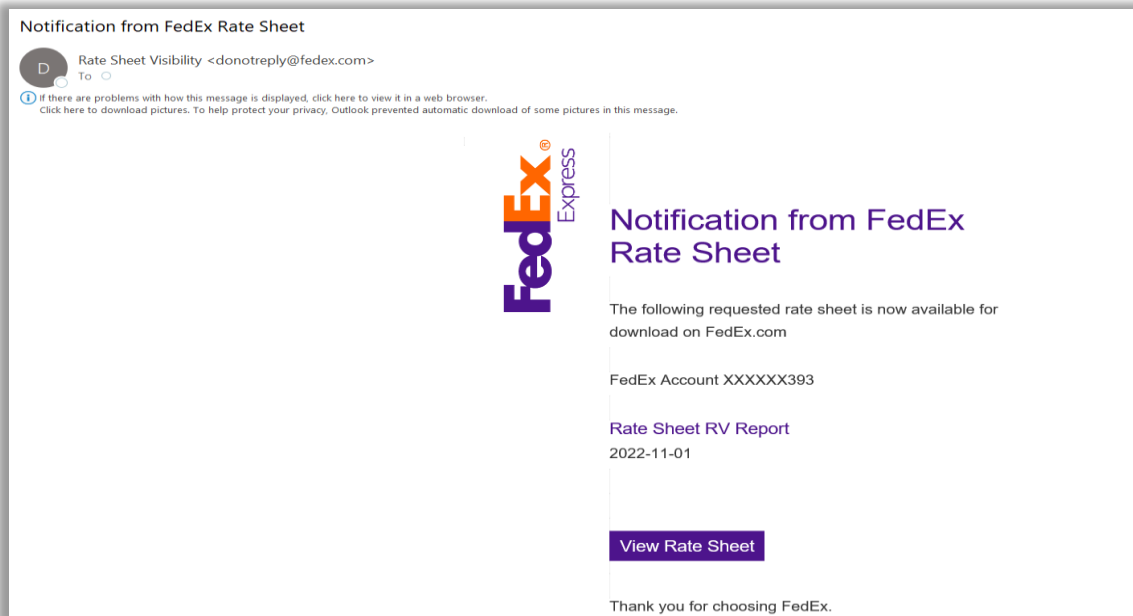 Notification from FedEx Rate Sheet
D
Rate Sheet Visibility <donotreply@fedex.com>
To
If there are problems with how this message is displayed, click here to view it in a web browser.
Click here to download pictures. To help protect your privacy, Outlook prevented automatic download of some pictures in this message.
FedEx®
Express
Notification from FedEx
Rate Sheet
The following requested rate sheet is now available for
download on FedEx.com
FedEx Account XXXXXX393
Rate Sheet RV Report
2022-11-01
View Rate Sheet
Thank you for choosing FedEx.